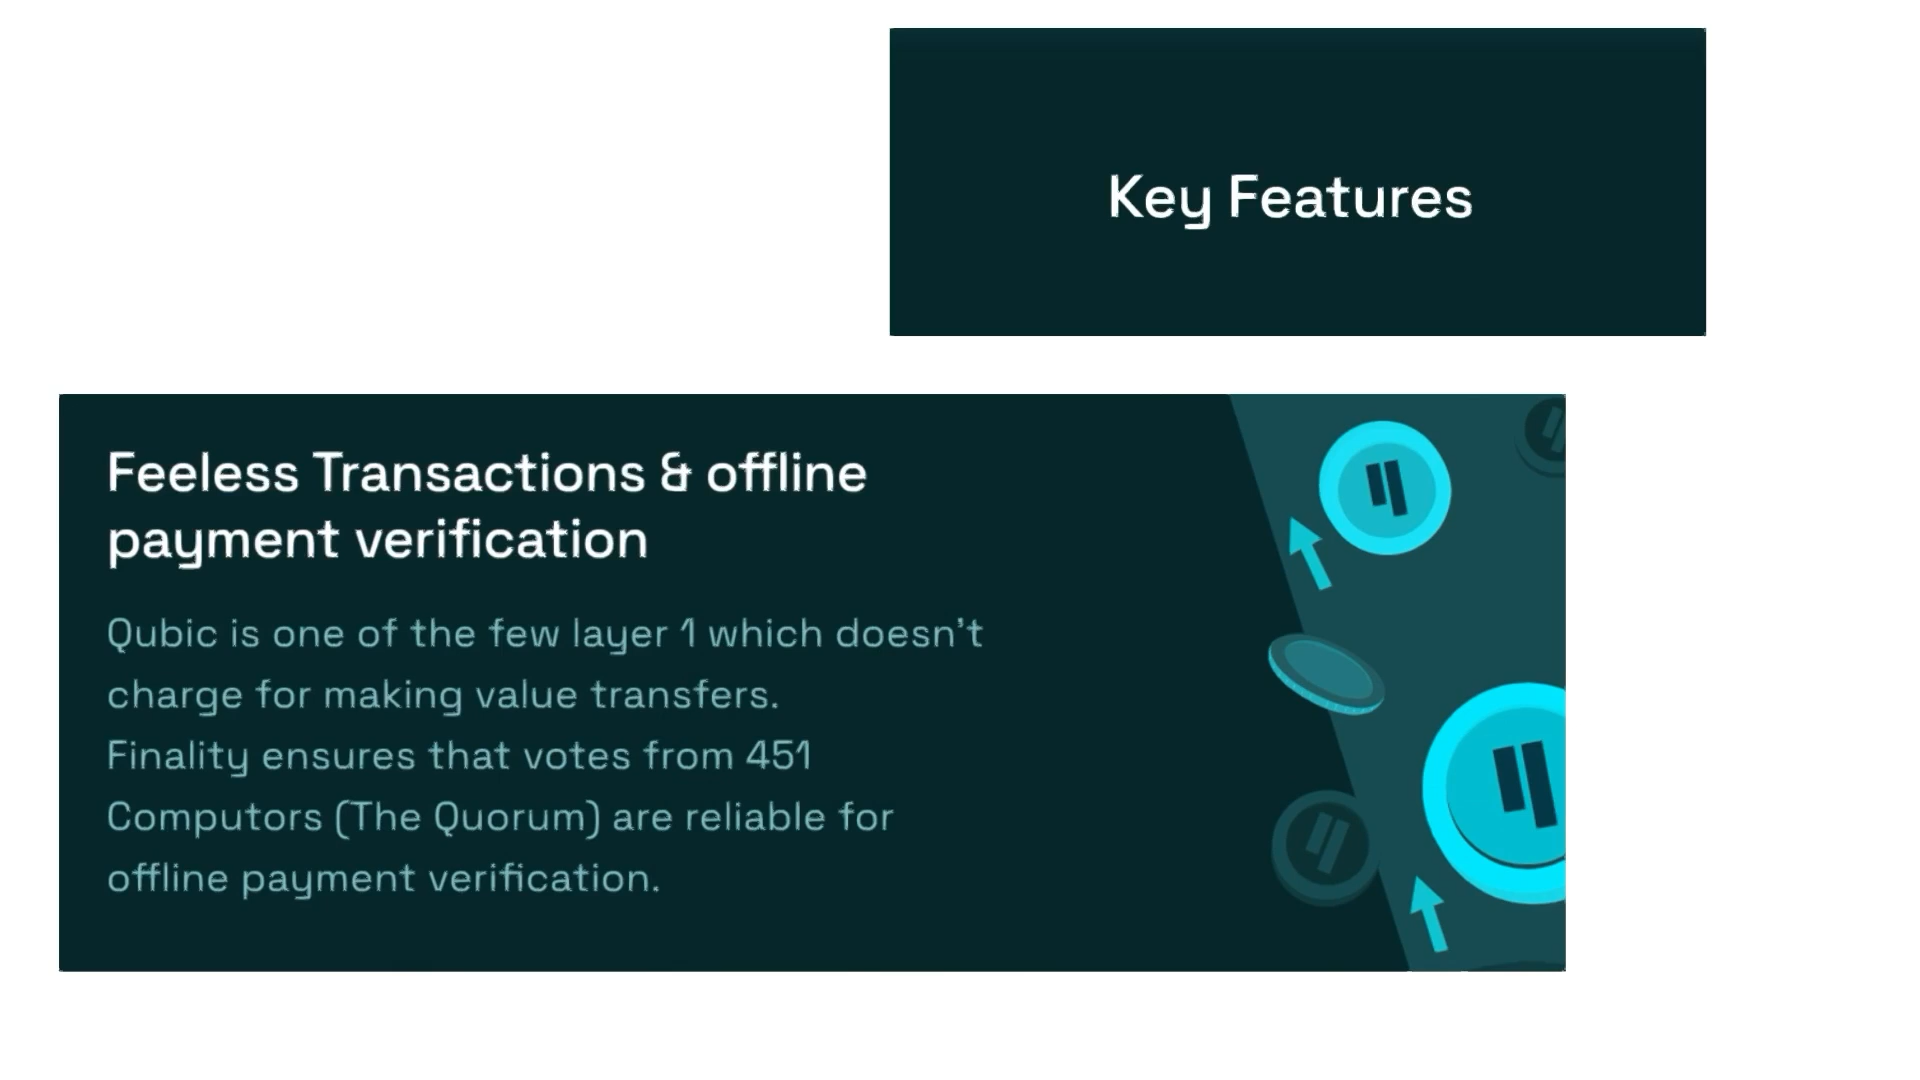 Key Features
Feeless Transactions & offline
payment verification
Qubic is one of the few layer 1 which doesn't
charge for making value transfers.
Finality ensures that votes from 451
Computors (The Quorum) are reliable for
offline payment verification.